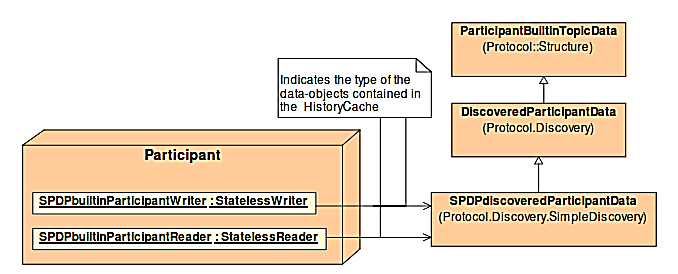 ParticipantBuiltinTopicData
(Protocol::Structure)
Indicates the type of the
data-objects contained in
the HistoryCache
DiscoveredParticipantData
(Protocol.Discovery)
Participant
SPDPbuiltinParticipantWriter : StatelessWriter
SPDPdiscoveredParticipantData
(Protocol.Discovery.SimpleDiscovery)
SPDPbuiltinParticipantReader : StatelessReader